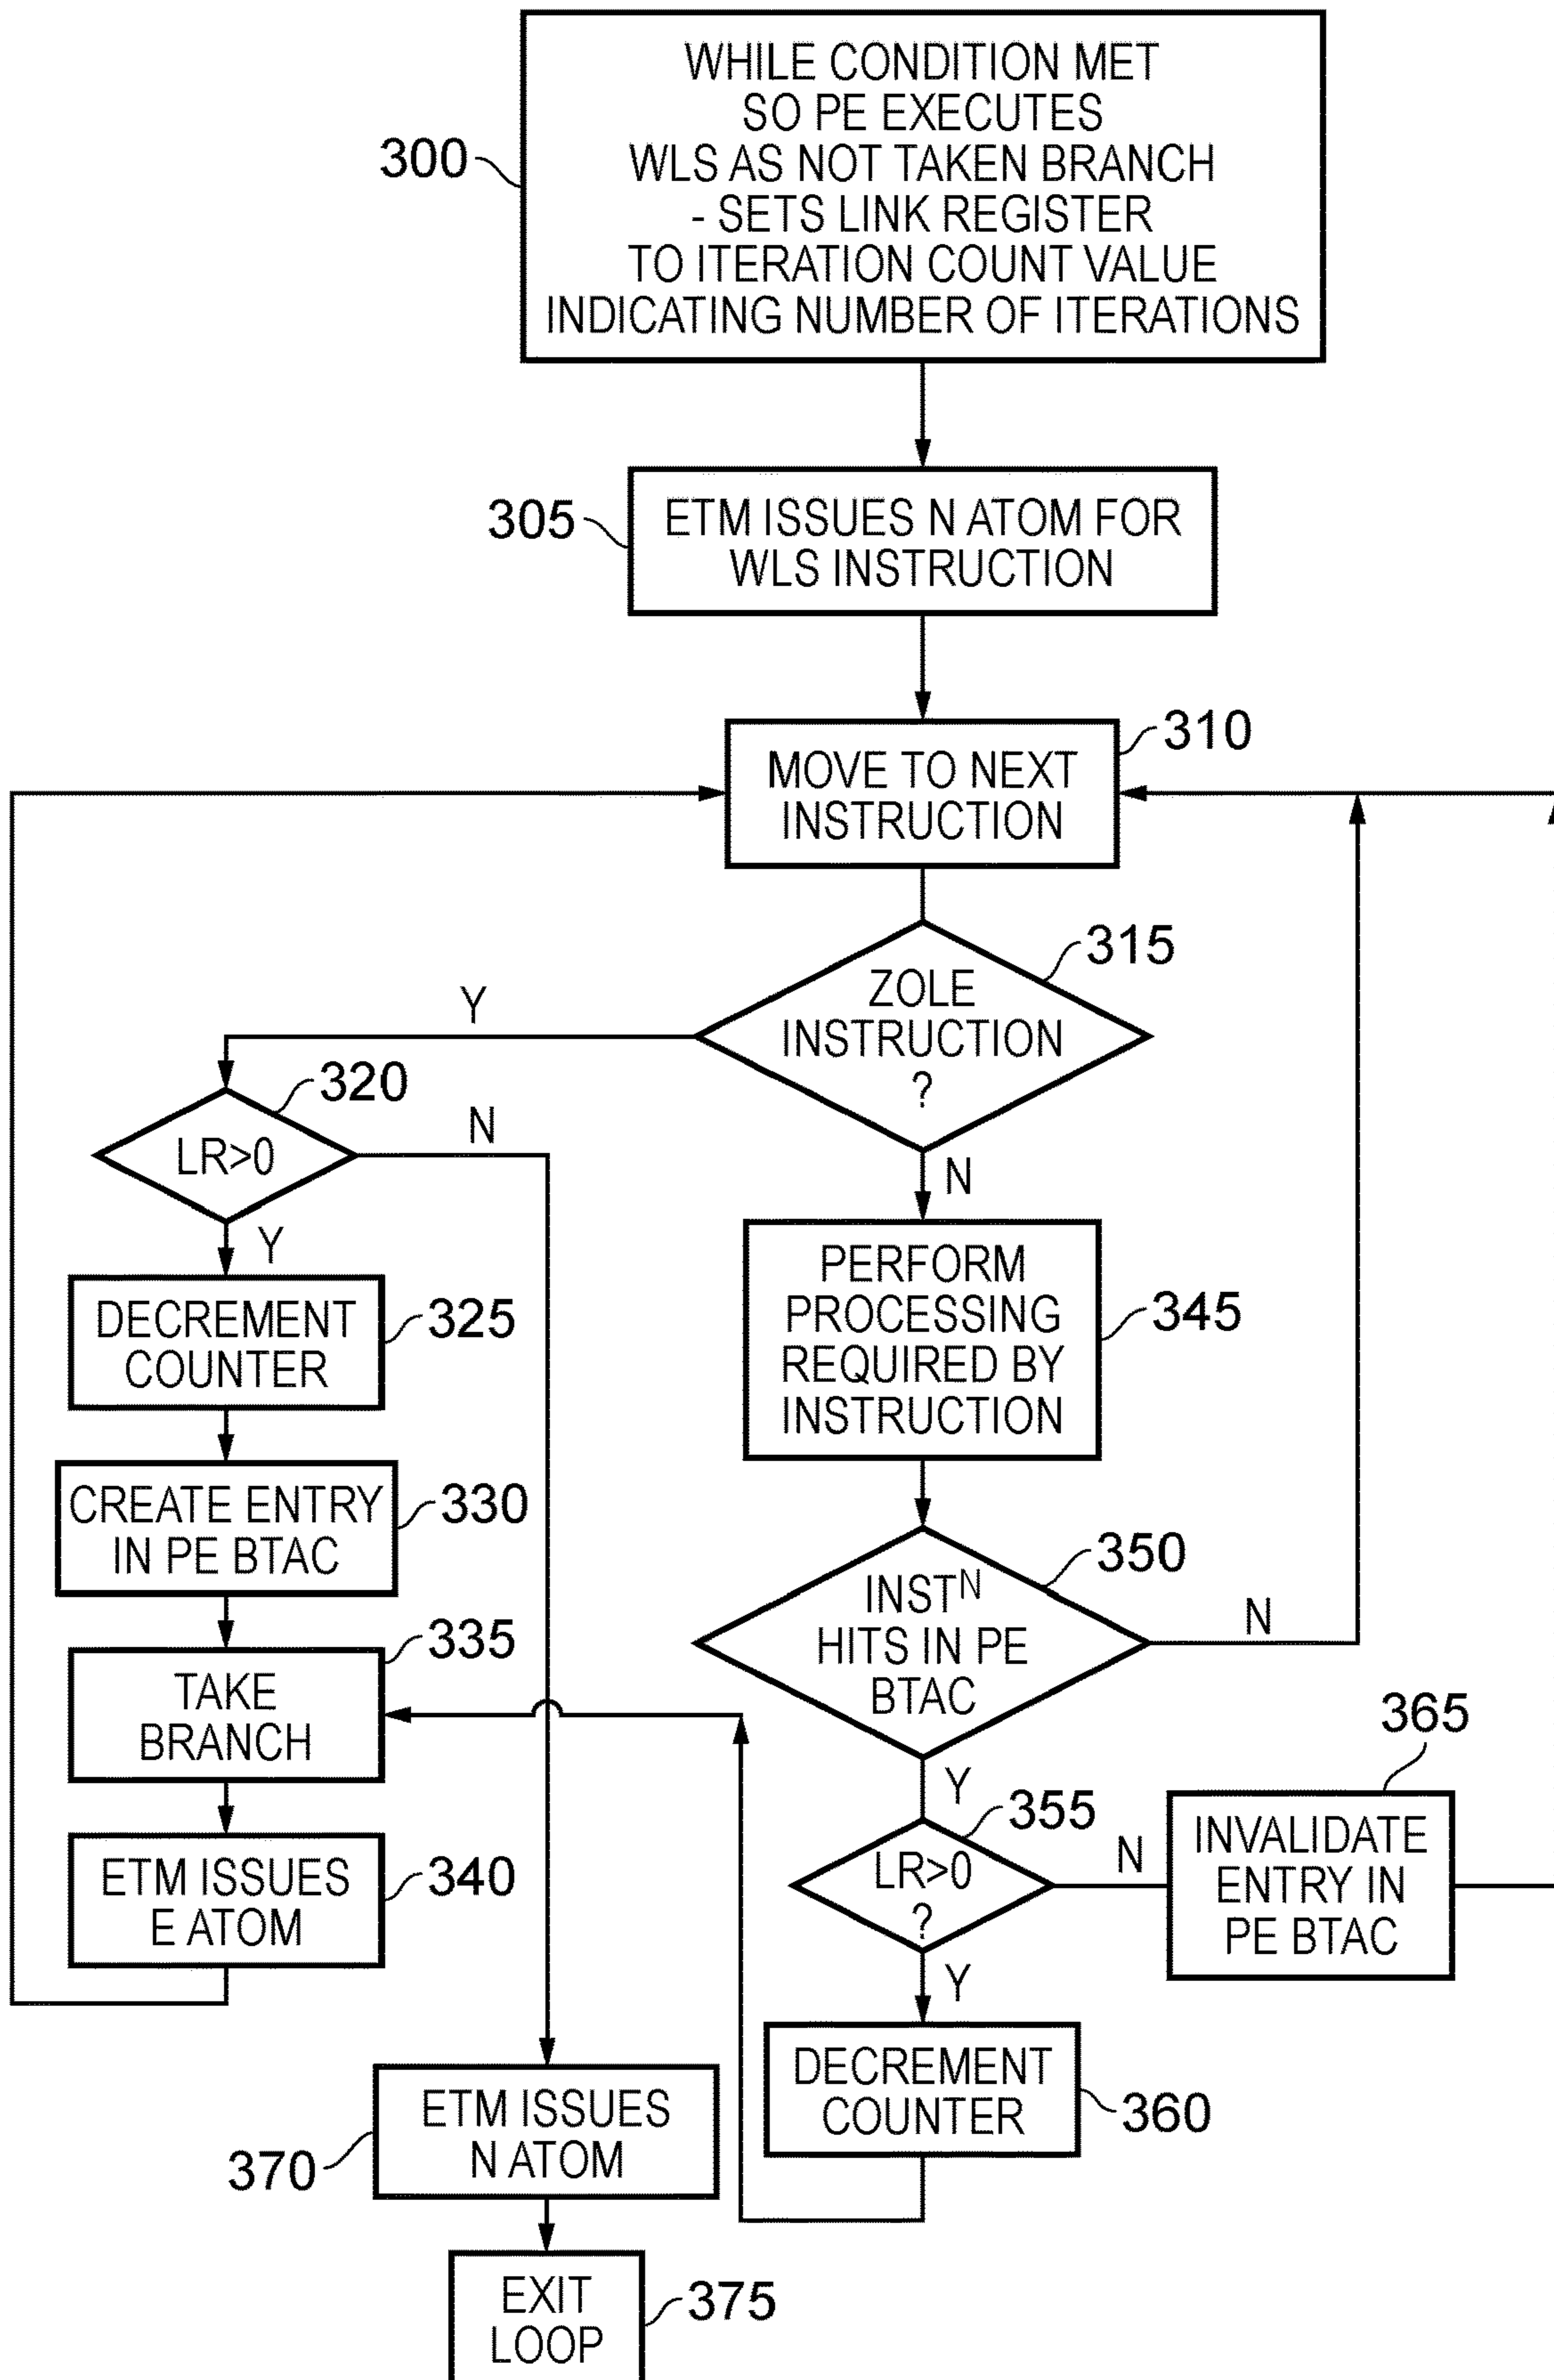 WHILE CONDITION MET
SO PE EXECUTES
WLS AS NOT TAKEN BRANCH
- SETS LINK REGISTER
TO ITERATION COUNT VALUE
INDICATING NUMBER OF ITERATIONS
300
305
ETM ISSUES N ATOM FOR
WLS INSTRUCTION
310
MOVE TO NEXT
INSTRUCTION
315
ZOLE
INSTRUCTION
?
Y
N
320
LR>0
N
Y
DECREMENT
COUNTER
325
PERFORM
PROCESSING
REQUIRED BY
INSTRUCTION
345
CREATE ENTRY
IN PE BTAC
330
INSTᴺ
HITS IN PE
BTAC
350
N
Y
TAKE
BRANCH
335
355
LR>0
?
N
Y
365
INVALIDATE
ENTRY IN
PE BTAC
ETM ISSUES
E ATOM
340
DECREMENT
COUNTER
360
ETM ISSUES
N ATOM
370
EXIT
LOOP
375